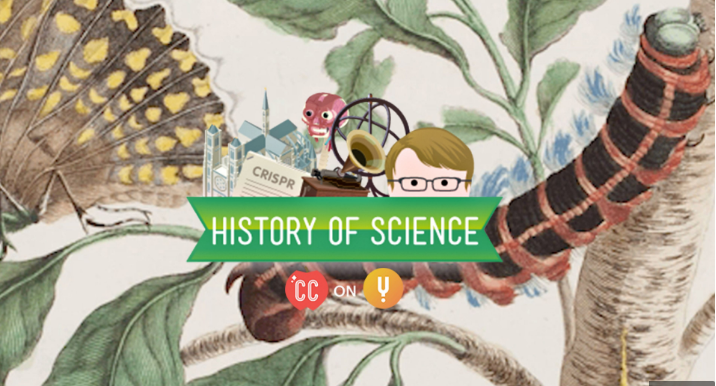 CRISPR
HISTORY OF SCIENCE
CC ON Y